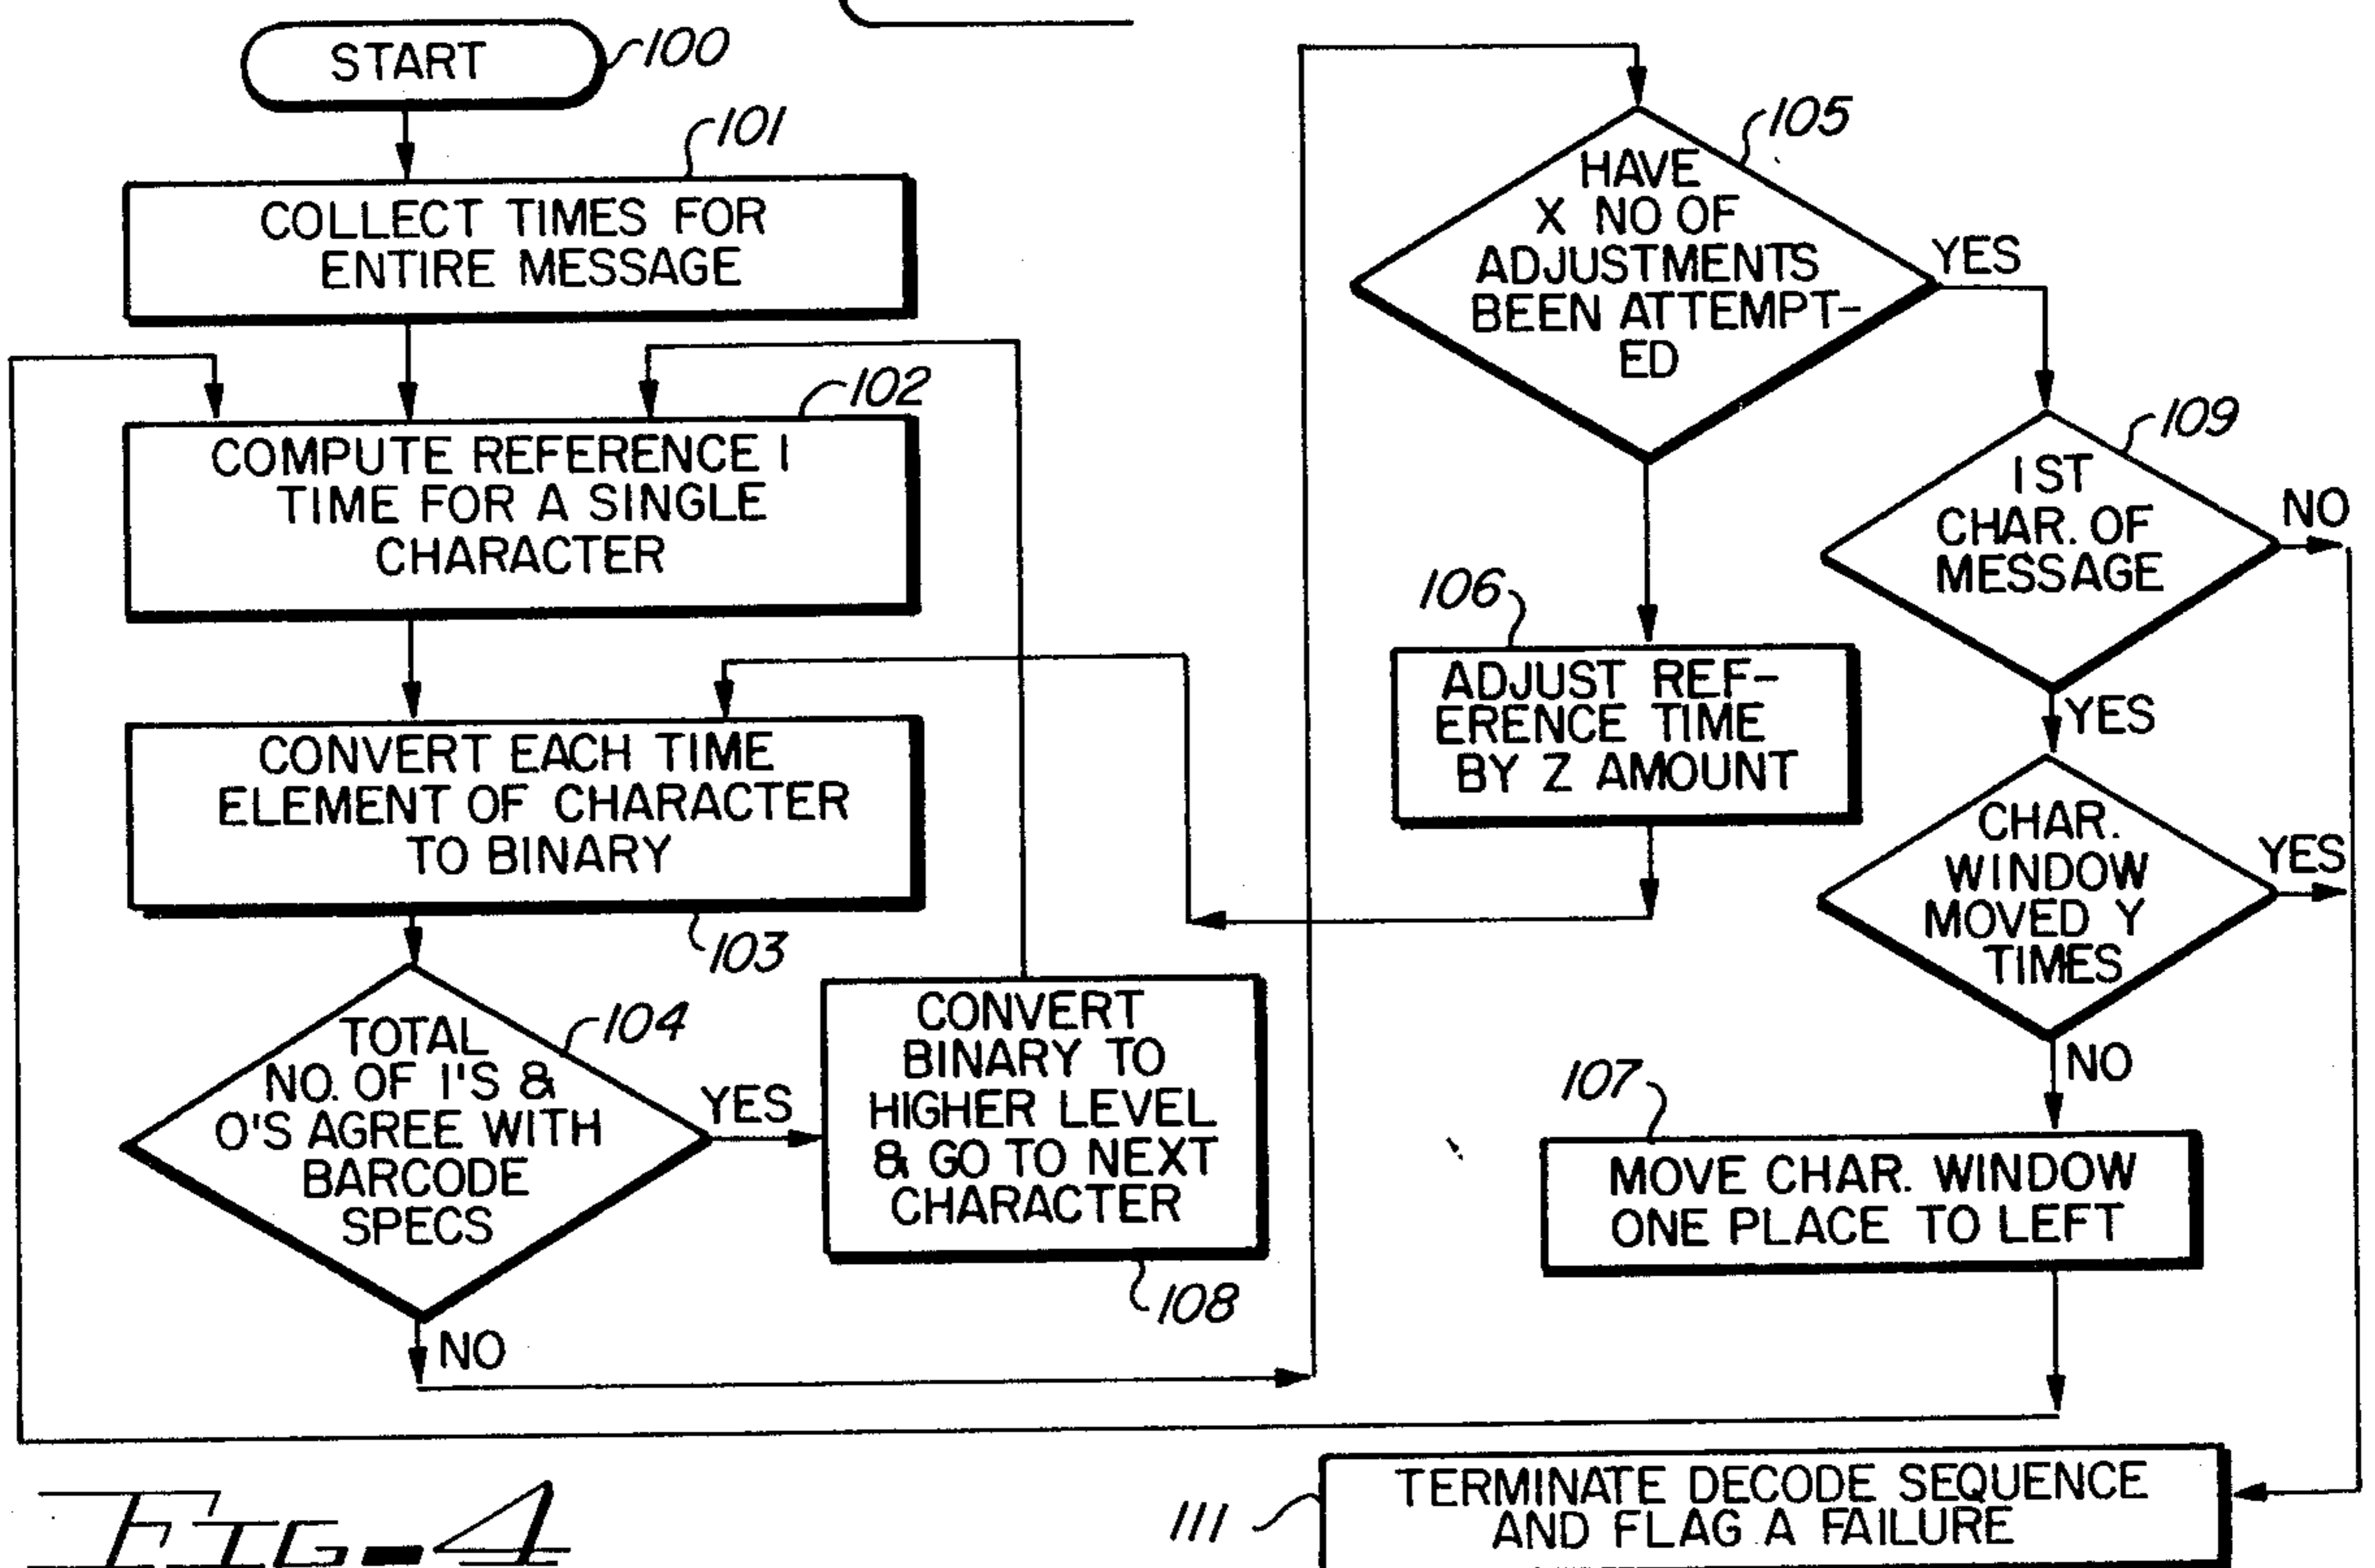 START
100
101
COLLECT TIMES FOR
ENTIRE MESSAGE
102
COMPUTE REFERENCE 1
TIME FOR A SINGLE
CHARACTER
CONVERT EACH TIME
ELEMENT OF CHARACTER
TO BINARY
103
104
TOTAL
NO. OF 1'S &
0'S AGREE WITH
BARCODE
SPECS
YES
NO
CONVERT
BINARY TO
HIGHER LEVEL
& GO TO NEXT
CHARACTER
108
105
HAVE
X NO OF
ADJUSTMENTS
BEEN ATTEMPT-
ED
YES
106
ADJUST REF-
ERENCE TIME
BY Z AMOUNT
109
1ST
CHAR. OF
MESSAGE
NO
YES
CHAR.
WINDOW
MOVED Y
TIMES
YES
NO
107
MOVE CHAR. WINDOW
ONE PLACE TO LEFT
111
TERMINATE DECODE SEQUENCE
AND FLAG A FAILURE
FIG-4